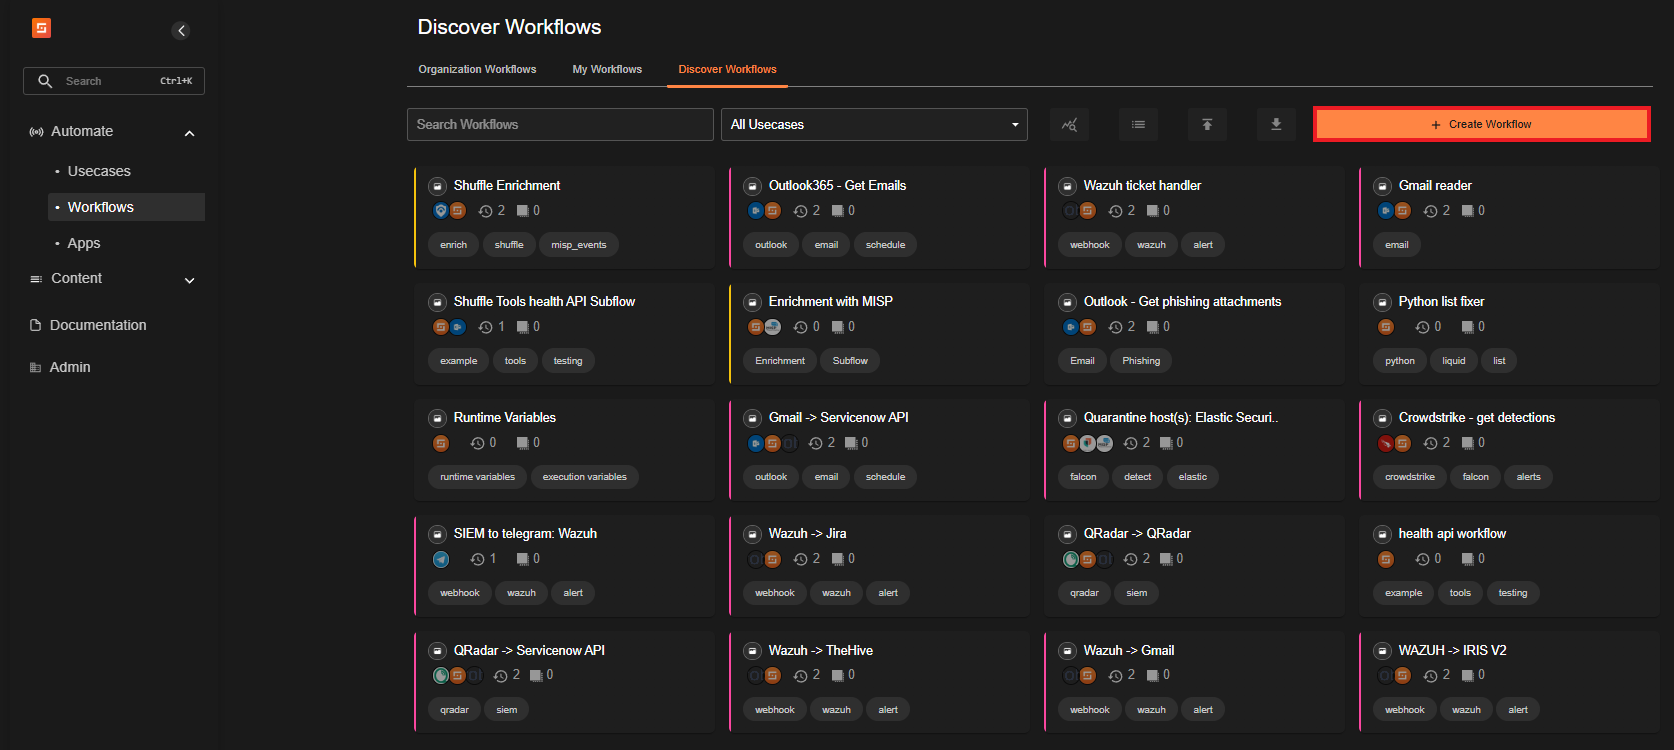 Discover Workflows
Search Ctrl+K
Organization Workflows My Workflows Discover Workflows
Search Workflows All Usecases + Create Workflow
Automate
• Usecases
• Workflows
• Apps
Content
Documentation
Admin
Shuffle Enrichment
2 0
enrich shuffle misp_events
Outlook365 - Get Emails
2 0
outlook email schedule
Wazuh ticket handler
2 0
webhook wazuh alert
Gmail reader
2 0
email
Shuffle Tools health API Subflow
1 0
example tools testing
Enrichment with MISP
0 0
Enrichment Subflow
Outlook - Get phishing attachments
2 0
Email Phishing
Python list fixer
0 0
python liquid list
Runtime Variables
0 0
runtime variables execution variables
Gmail -> Servicenow API
2 0
outlook email schedule
Quarantine host(s): Elastic Securi..
2 0
falcon detect elastic
Crowdstrike - get detections
2 0
crowdstrike falcon alerts
SIEM to telegram: Wazuh
1 0
webhook wazuh alert
Wazuh -> Jira
2 0
webhook wazuh alert
QRadar -> QRadar
2 0
qradar siem
health api workflow
0 0
example tools testing
QRadar -> Servicenow API
2 0
qradar siem
Wazuh -> TheHive
2 0
webhook wazuh alert
Wazuh -> Gmail
2 0
webhook wazuh alert
WAZUH -> IRIS V2
2 0
webhook wazuh alert